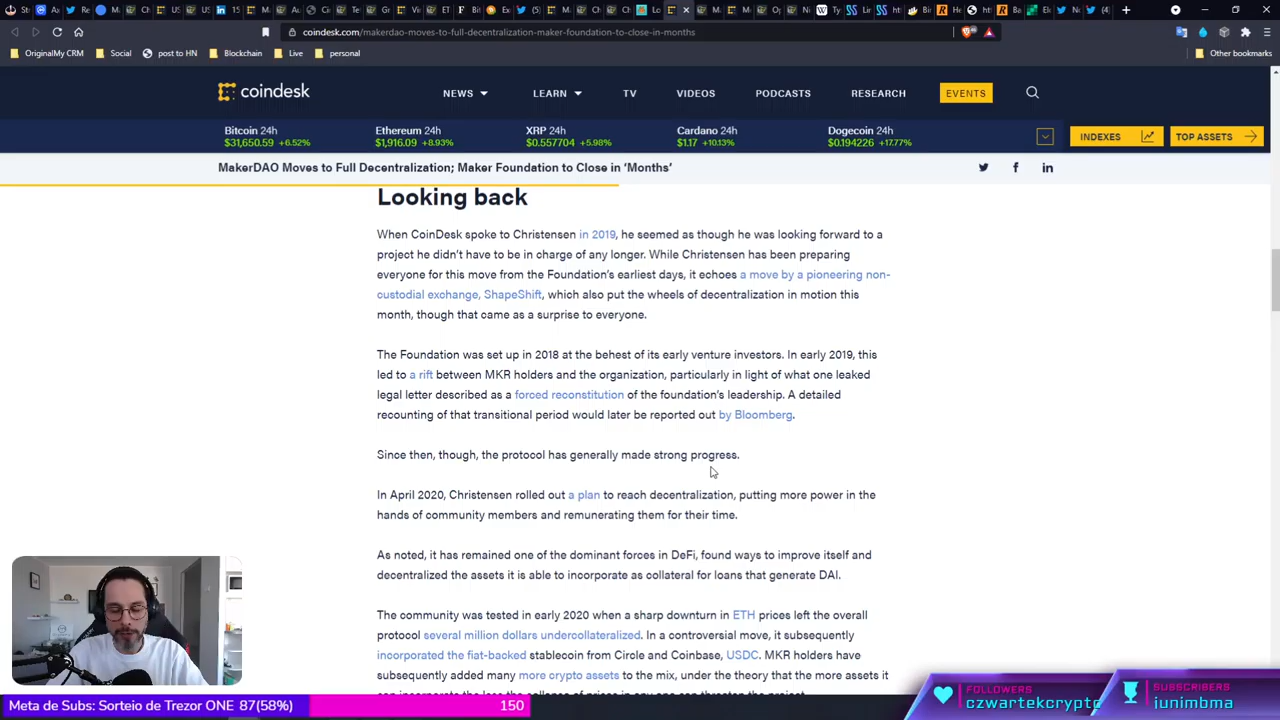 coindesk.com/makerdao-moves-to-full-decentralization-maker-foundation-to-close-in-months
OriginalMy CRM
Social
post to HN
Blockchain
Live
personal
Other bookmarks
coindesk
NEWS
LEARN
TV
VIDEOS
PODCASTS
RESEARCH
EVENTS
Bitcoin 24h
$31,650.59 +6.52%
Ethereum 24h
$1,916.09 +8.93%
XRP 24h
$0.557704 +5.98%
Cardano 24h
$1.17 +10.13%
Dogecoin 24h
$0.194226 +17.77%
INDEXES
TOP ASSETS
MakerDAO Moves to Full Decentralization; Maker Foundation to Close in ‘Months’
Looking back
When CoinDesk spoke to Christensen in 2019, he seemed as though he was looking forward to a
project he didn’t have to be in charge of any longer. While Christensen has been preparing
everyone for this move from the Foundation’s earliest days, it echoes a move by a pioneering non-
custodial exchange, ShapeShift, which also put the wheels of decentralization in motion this
month, though that came as a surprise to everyone.
The Foundation was set up in 2018 at the behest of its early venture investors. In early 2019, this
led to a rift between MKR holders and the organization, particularly in light of what one leaked
legal letter described as a forced reconstitution of the foundation’s leadership. A detailed
recounting of that transitional period would later be reported out by Bloomberg.
Since then, though, the protocol has generally made strong progress.
In April 2020, Christensen rolled out a plan to reach decentralization, putting more power in the
hands of community members and remunerating them for their time.
As noted, it has remained one of the dominant forces in DeFi, found ways to improve itself and
decentralized the assets it is able to incorporate as collateral for loans that generate DAI.
The community was tested in early 2020 when a sharp downturn in ETH prices left the overall
protocol several million dollars undercollateralized. In a controversial move, it subsequently
incorporated the fiat-backed stablecoin from Circle and Coinbase, USDC. MKR holders have
subsequently added many more crypto assets to the mix, under the theory that the more assets it
Meta de Subs: Sorteio de Trezor ONE 87(58%)
150
FOLLOWERS
czwartekcrypto
SUBSCRIBERS
junimbma